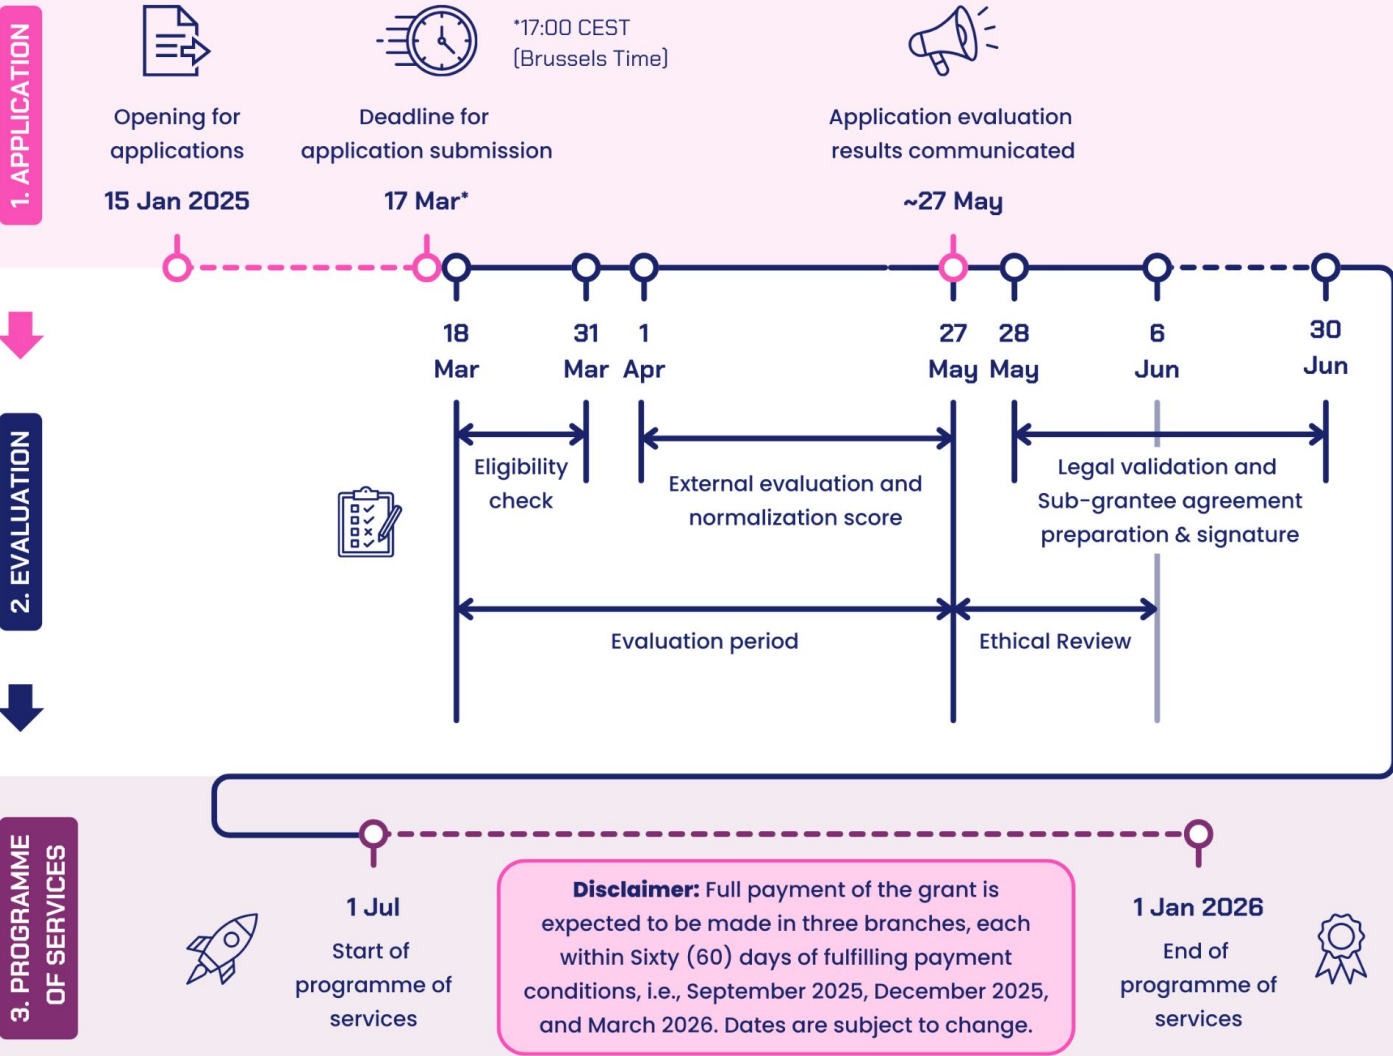 1. APPLICATION
*17:00 CEST
(Brussels Time)
Opening for
applications
15 Jan 2025
Deadline for
application submission
17 Mar*
Application evaluation
results communicated
~27 May
2. EVALUATION
18
Mar
31
Mar
1
Apr
27
May
28
May
6
Jun
30
Jun
Eligibility
check
External evaluation and
normalization score
Legal validation and
Sub-grantee agreement
preparation & signature
Evaluation period
Ethical Review
3. PROGRAMME
OF SERVICES
1 Jul
Start of
programme of
services
Disclaimer: Full payment of the grant is
expected to be made in three branches, each
within Sixty (60) days of fulfilling payment
conditions, i.e., September 2025, December 2025,
and March 2026. Dates are subject to change.
1 Jan 2026
End of
programme of
services